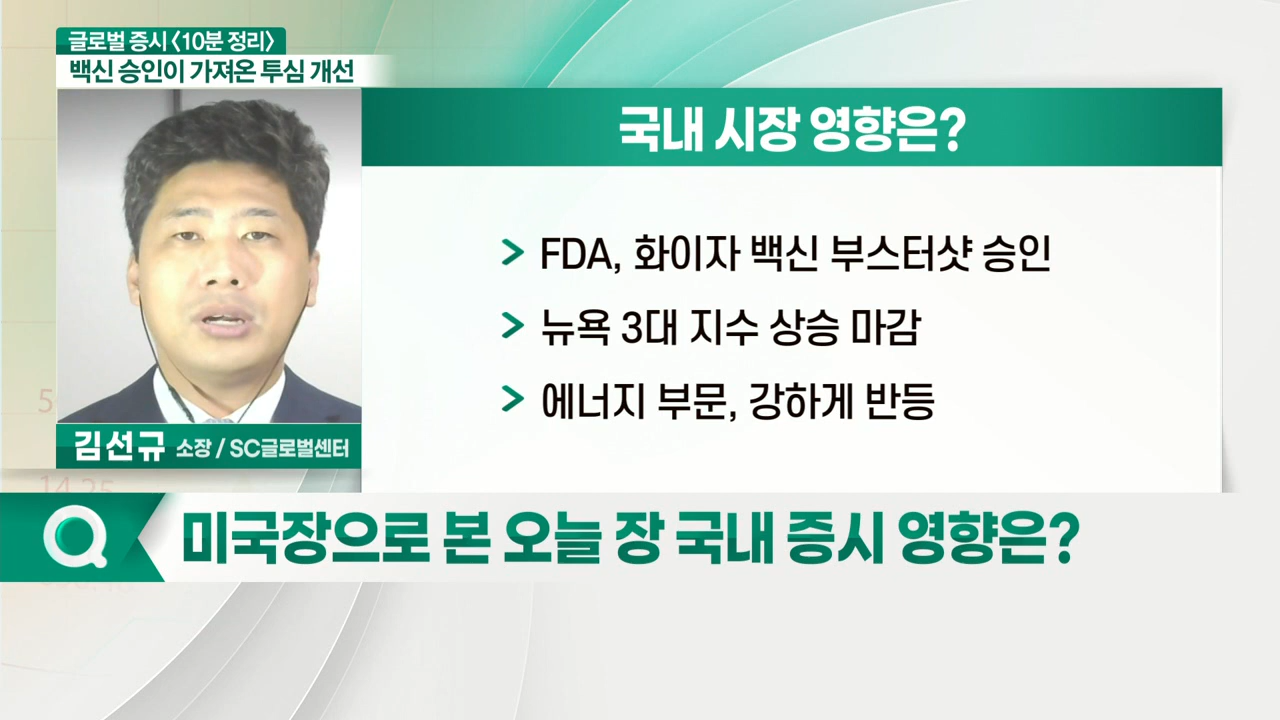 글로벌 증시 <10분 정리>
백신 승인이 가져온 투심 개선
국내 시장 영향은?
FDA, 화이자 백신 부스터샷 승인
뉴욕 3대 지수 상승 마감
에너지 부문, 강하게 반등
김선규 소장 / SC글로벌센터
미국장으로 본 오늘 장 국내 증시 영향은?